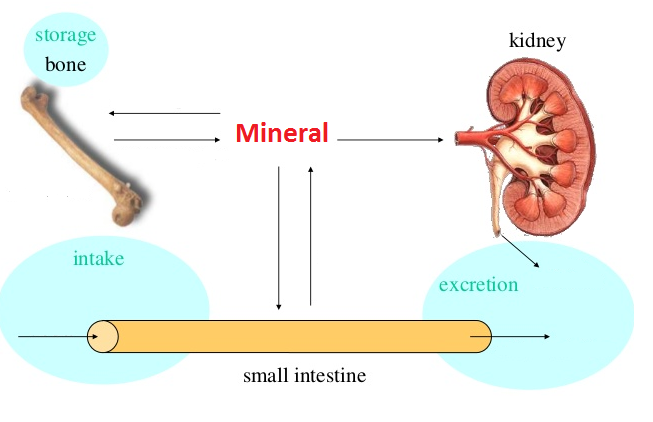 storage
bone
kidney
Mineral
intake
excretion
small intestine